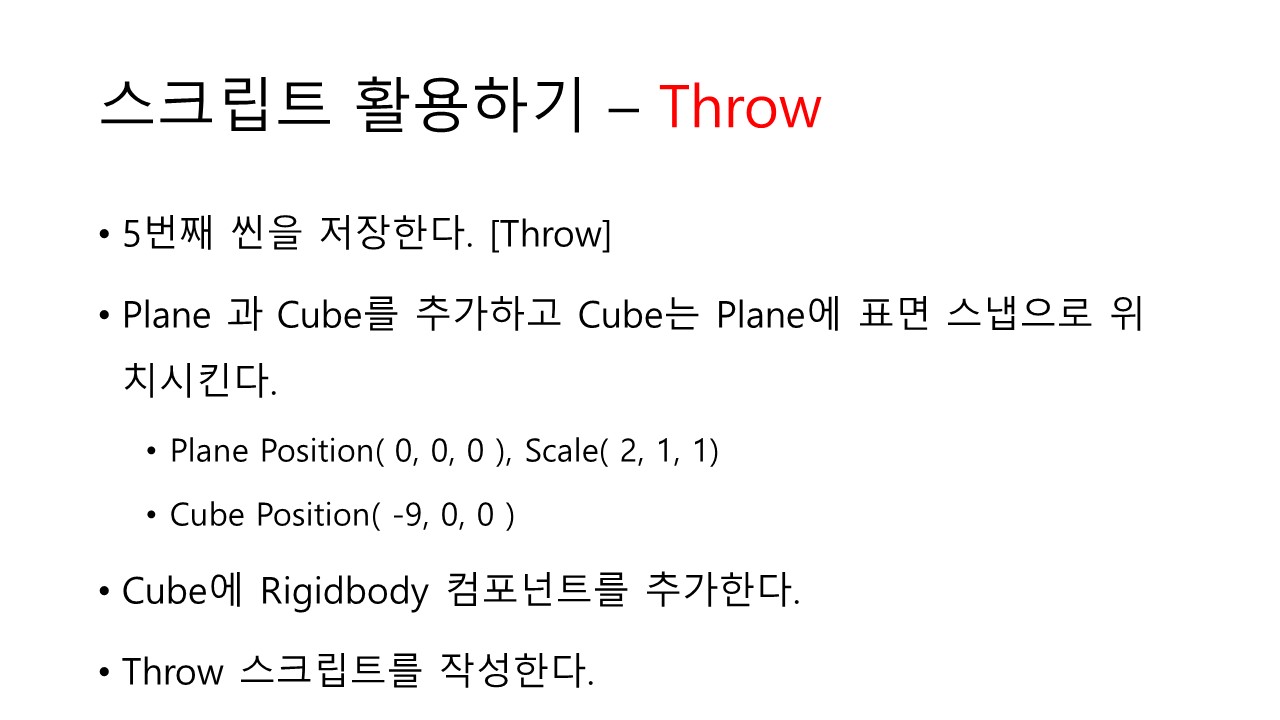 스크립트 활용하기 – Throw
• 5번째 씬을 저장한다. [Throw]
• Plane 과 Cube를 추가하고 Cube는 Plane에 표면 스냅으로 위
치시킨다.
• Plane Position( 0, 0, 0 ), Scale( 2, 1, 1)
• Cube Position( -9, 0, 0 )
• Cube에 Rigidbody 컴포넌트를 추가한다.
• Throw 스크립트를 작성한다.